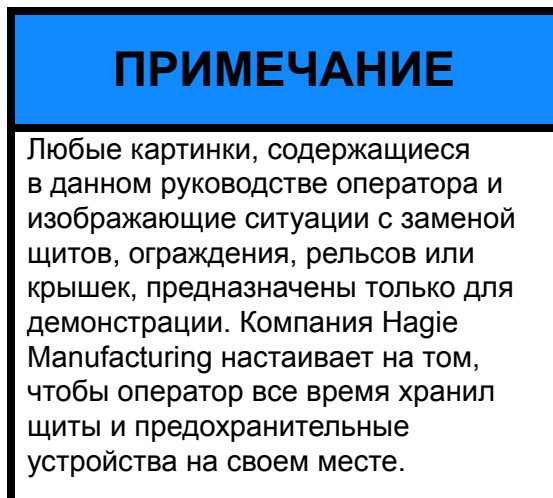 ПРИМЕЧАНИЕ
Любые картинки, содержащиеся
в данном руководстве оператора и
изображающие ситуации с заменой
щитов, ограждения, рельсов или
крышек, предназначены только для
демонстрации. Компания Hagie
Manufacturing настаивает на том,
чтобы оператор все время хранил
щиты и предохранительные
устройства на своем месте.